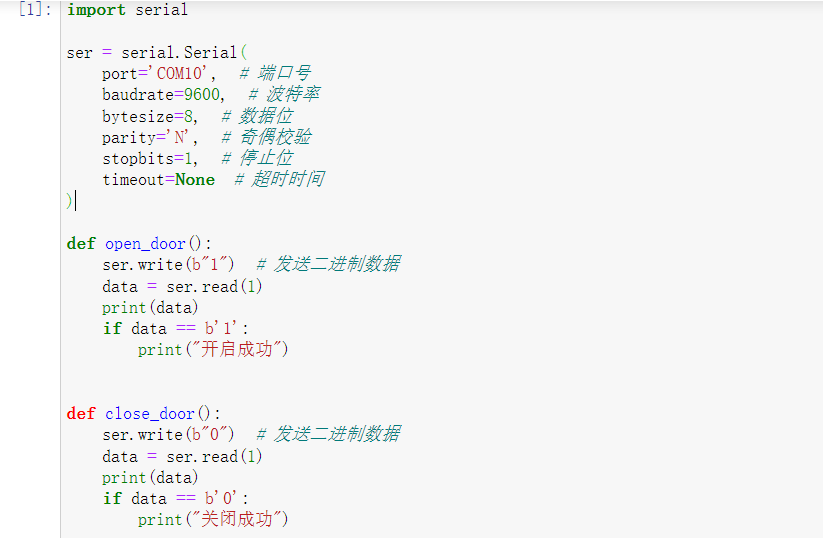 [1]: import serial
ser = serial.Serial(
port='COM10',  # 端口号
baudrate=9600,  # 波特率
bytesize=8,  # 数据位
parity='N',  # 奇偶校验
stopbits=1,  # 停止位
timeout=None  # 超时时间
)
def open_door():
ser.write(b"1")  # 发送二进制数据
data = ser.read(1)
print(data)
if data == b'1':
print("开启成功")
def close_door():
ser.write(b"0")  # 发送二进制数据
data = ser.read(1)
print(data)
if data == b'0':
print("关闭成功")